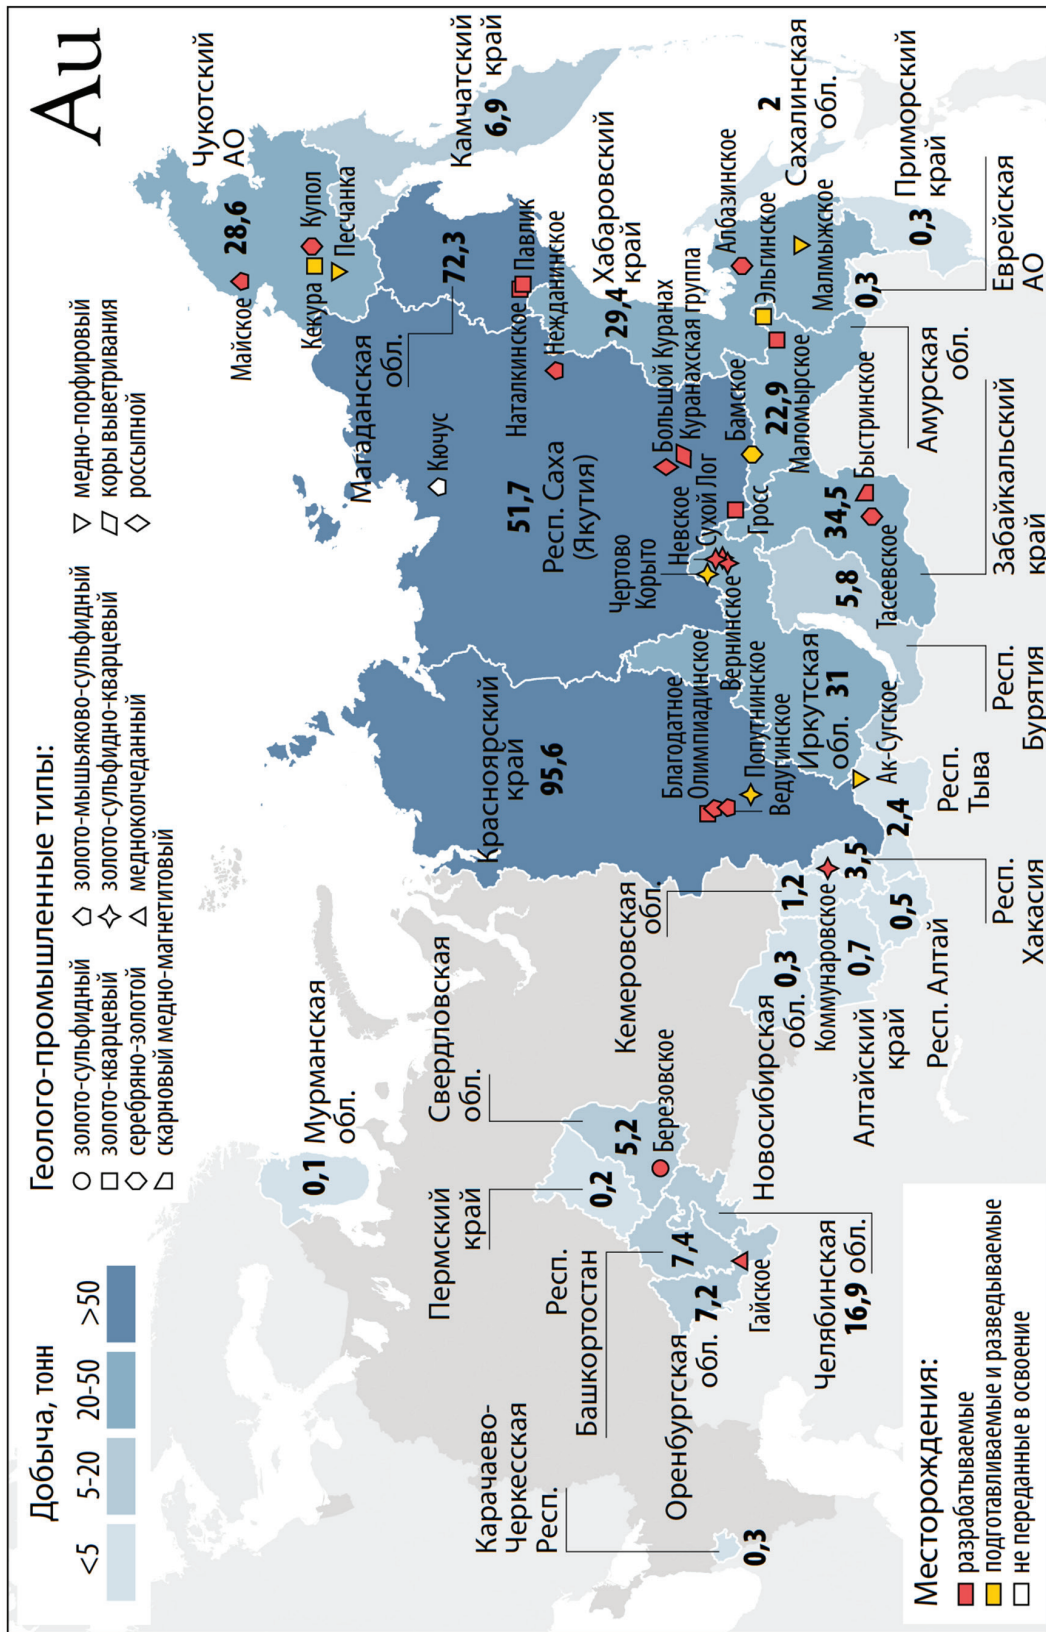 Au
Добыча, тонн
<5
5-20
20-50
>50
Геолого-промышленные типы:
золото-сульфидный
золото-кварцевый
серебряно-золотой
скарновый медно-магнетитовый
золото-мышьяково-сульфидный
золото-сульфидно-кварцевый
медноколчеданный
медно-порфировый
коры выветривания
россыпной
Мурманская
обл.
0,1
Карачаево-
Черкесская
Респ.
0,3
Пермский
край
0,2
Свердловская
обл.
5,2
Березовское
Респ.
Башкортостан
7,4
Оренбургская
обл.
7,2
Гайское
Челябинская
обл.
16,9
Новосибирская
обл.
0,3
Кемеровская
обл.
1,2
Коммунаровское
3,5
Респ.
Хакасия
Алтайский
край
0,7
Респ. Алтай
0,5
Респ.
Тыва
2,4
Ак-Сугское
Красноярский
край
95,6
Благодатное
Олимпиадинское
Попутнинское
Ведугинское
Иркутская
обл.
31
Вернинское
Чертово
Корыто
Невское
Сухой Лог
Респ.
Бурятия
5,8
Забайкальский
край
34,5
Тасеевское
Быстринское
Респ. Саха
(Якутия)
51,7
Кючус
Нежданинское
Большой Куранах
Куранахская группа
Гросс
Амурская
обл.
22,9
Бамское
Маломырское
Магаданская
обл.
72,3
Наталкинское
Павлик
Чукотский
АО
28,6
Майское
Кекура
Купол
Песчанка
Камчатский
край
6,9
Хабаровский
край
29,4
Албазинское
Эльгинское
Малмыжское
2
Сахалинская
обл.
Приморский
край
0,3
Еврейская
АО
0,3
Месторождения:
разрабатываемые
подготавливаемые и разведываемые
не переданные в освоение